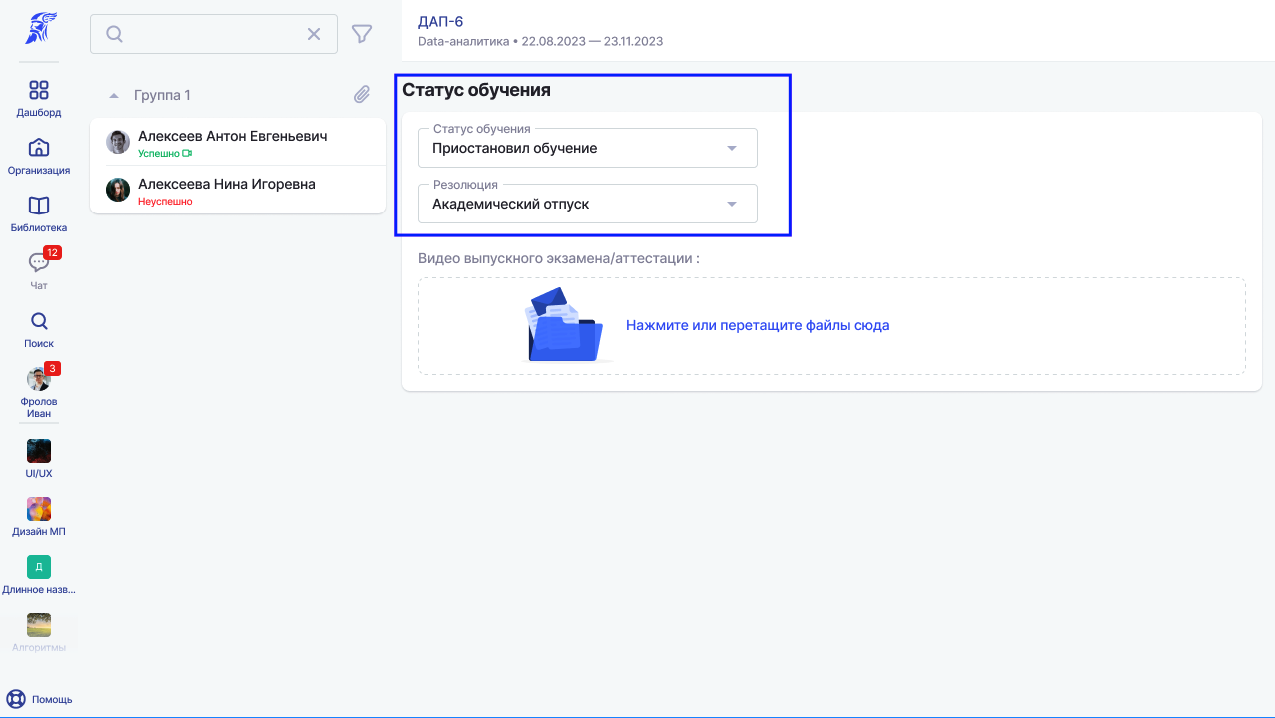 Дашборд
Организация
Библиотека
12
Чат
Поиск
3
Фролов
Иван
UI/UX
Дизайн МП
Д
Длинное назв...
Алгоритмы
Помощь
Группа 1
Алексеев Антон Евгеньевич
Успешно
Алексеева Нина Игоревна
Неуспешно
ДАП-6
Data-аналитика • 22.08.2023 — 23.11.2023
Статус обучения
Статус обучения
Приостановил обучение
Резолюция
Академический отпуск
Видео выпускного экзамена/аттестации :
Нажмите или перетащите файлы сюда